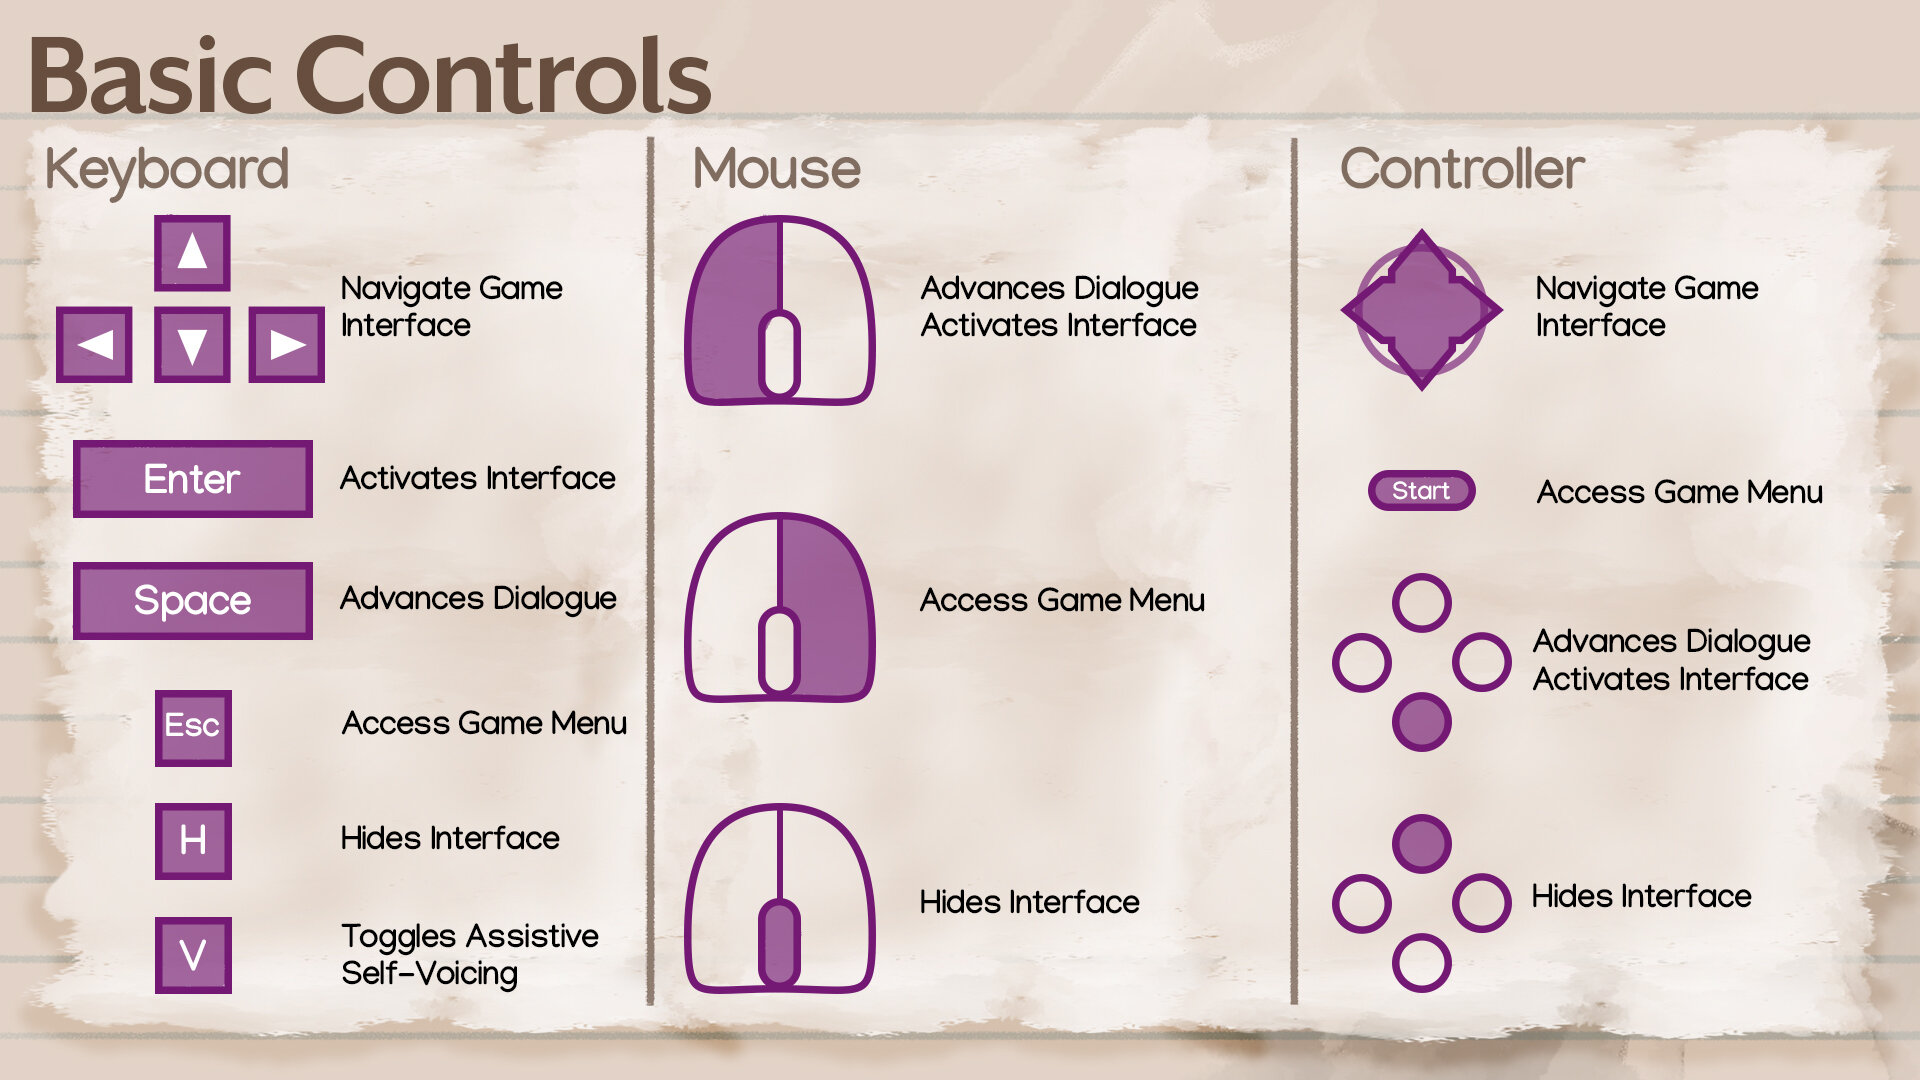 Basic Controls
Keyboard
Navigate Game
Interface
Enter
Activates Interface
Space
Advances Dialogue
Esc
Access Game Menu
H
Hides Interface
V
Toggles Assistive
Self-Voicing
Mouse
Advances Dialogue
Activates Interface
Access Game Menu
Hides Interface
Controller
Navigate Game
Interface
Start
Access Game Menu
Advances Dialogue
Activates Interface
Hides Interface